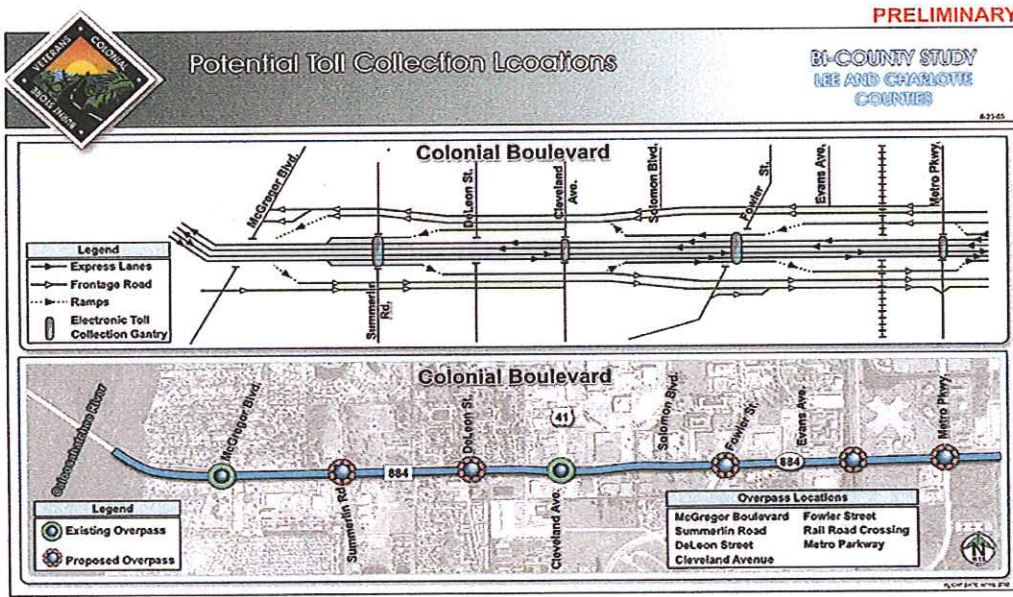 PRELIMINARY
VETERANS
COLONIAL
BURNT STORE
Potential Toll Collection Lcoations
BI-COUNTY STUDY
LEE AND CHARLOTTE
COUNTIES
Colonial Boulevard
McGregor Blvd.
DeLeon St.
Cleveland
Ave.
Solomon Blvd.
Fowler St.
Evans Ave.
Metro Pkwy.
Summerlin
Rd.
Legend
Express Lanes
Frontage Road
Ramps
Electronic Toll
Collection Gantry
Colonial Boulevard
McGregor Blvd.
DeLeon St.
41
Solomon Blvd.
Fowler St.
Evans Ave.
Metro Pkwy.
884
884
Summerlin Rd.
Cleveland Ave.
Legend
Existing Overpass
Proposed Overpass
Overpass Locations
McGregor Boulevard Fowler Street
Summerlin Road Rail Road Crossing
DeLeon Street Metro Parkway
Cleveland Avenue
N